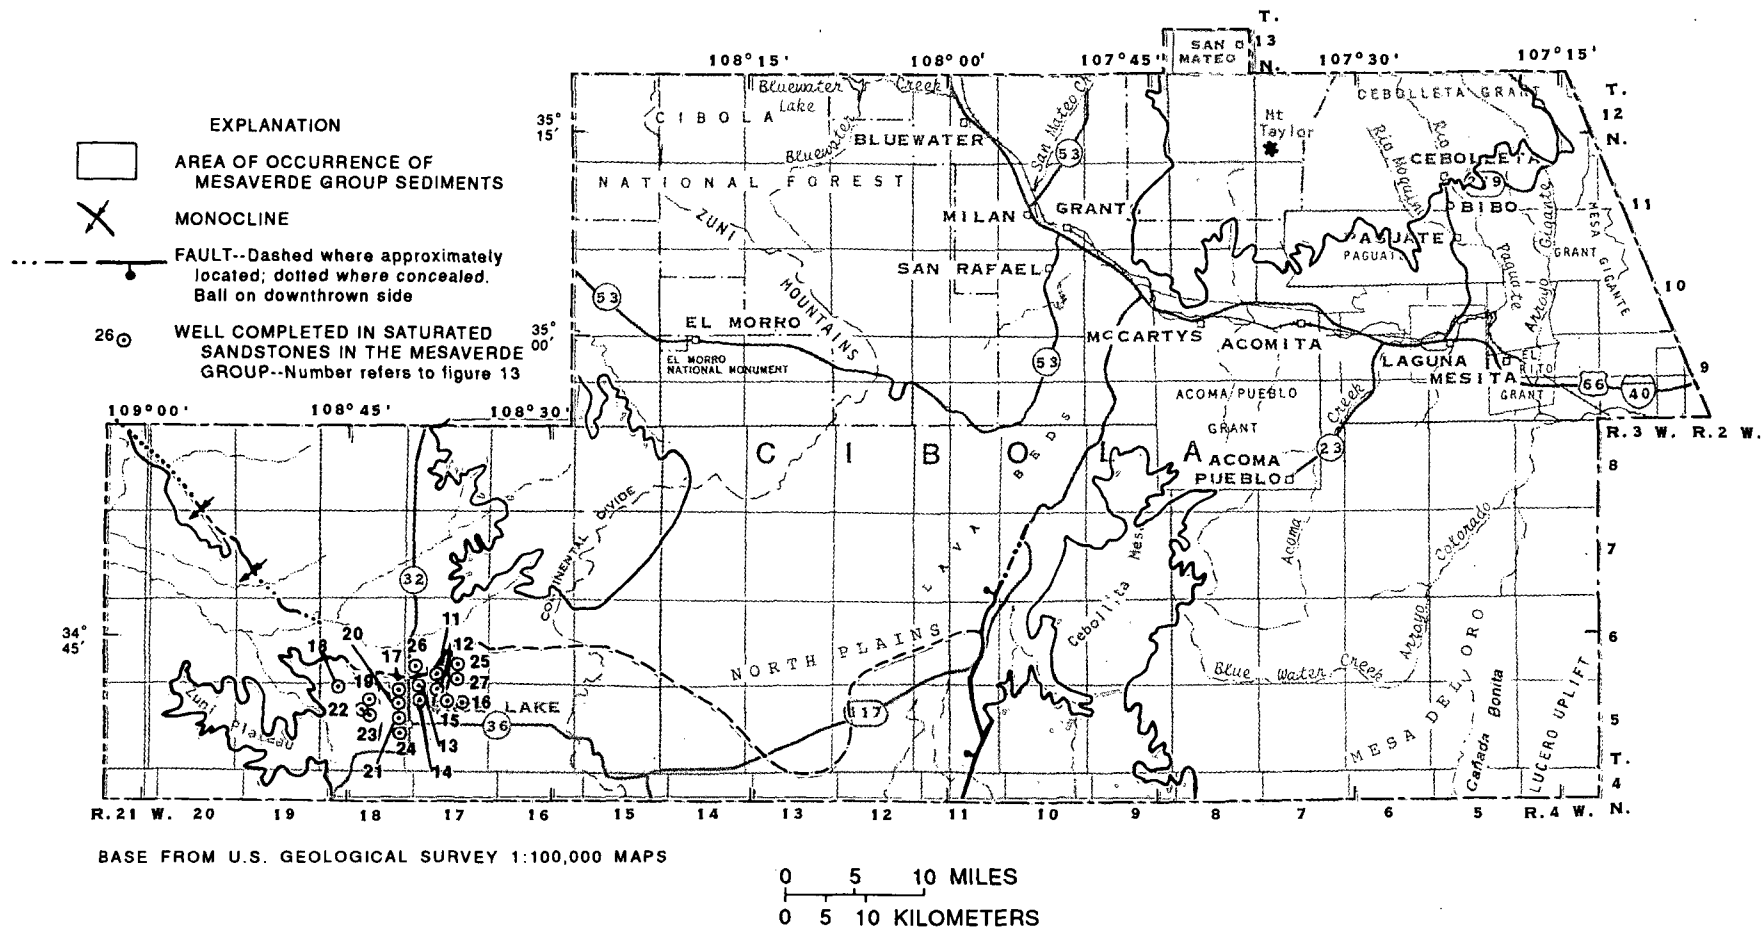 T.
13
N.
SAN
MATEO
108°15'
108°00'
107°45'
107°30'
107°15'
T.
12
N.
EXPLANATION
AREA OF OCCURRENCE OF
MESAVERDE GROUP SEDIMENTS
MONOCLINE
FAULT--Dashed where approximately
located; dotted where concealed.
Ball on downthrown side
26
WELL COMPLETED IN SATURATED
SANDSTONES IN THE MESAVERDE
GROUP--Number refers to figure 13
35°
15'
CIBOLA
NATIONAL FOREST
Bluewater
Lake
Creek
Bluewater
BLUEWATER
San Mateo
53
Mt
Taylor
CEBOLLETA GRANT
Rio Moquino
Rio
CEBOLLETA
279
BIBO
11
MILAN
GRANT
ZUNI
MOUNTAINS
SAN RAFAEL
PAGUATE
Paguate
Arroyo Gigante
MESA GIGANTE
GRANT
10
53
35°
00'
EL MORRO
EL MORRO
NATIONAL MONUMENT
MCCARTYS
ACOMITA
LAGUNA
MESITA
GRANT
9
66
40
53
ACOMA PUEBLO
GRANT
Creek
23
ACOMA
PUEBLO
R.3 W. R.2 W.
109°00'
108°45'
108°30'
CIBOLA
LAVA BEDS
CONTINENTAL DIVIDE
8
7
6
5
T.
4
N.
32
34°
45'
NORTH PLAINS
Cebollita Mesa
Acoma
Arroyo Colorado
Blue Water Creek
MESA DEL ORO
Cañada Bonita
LUCERO UPLIFT
Zuni
Plateau
11
12
20
18
17
26
25
19
27
22
16
LAKE
36
117
15
23
24
13
21
14
R.21 W. 20 19 18 17 16 15 14 13 12 11 10 9 8 7 6 5 R.4 W.
BASE FROM U.S. GEOLOGICAL SURVEY 1:100,000 MAPS
0 5 10 MILES
0 5 10 KILOMETERS